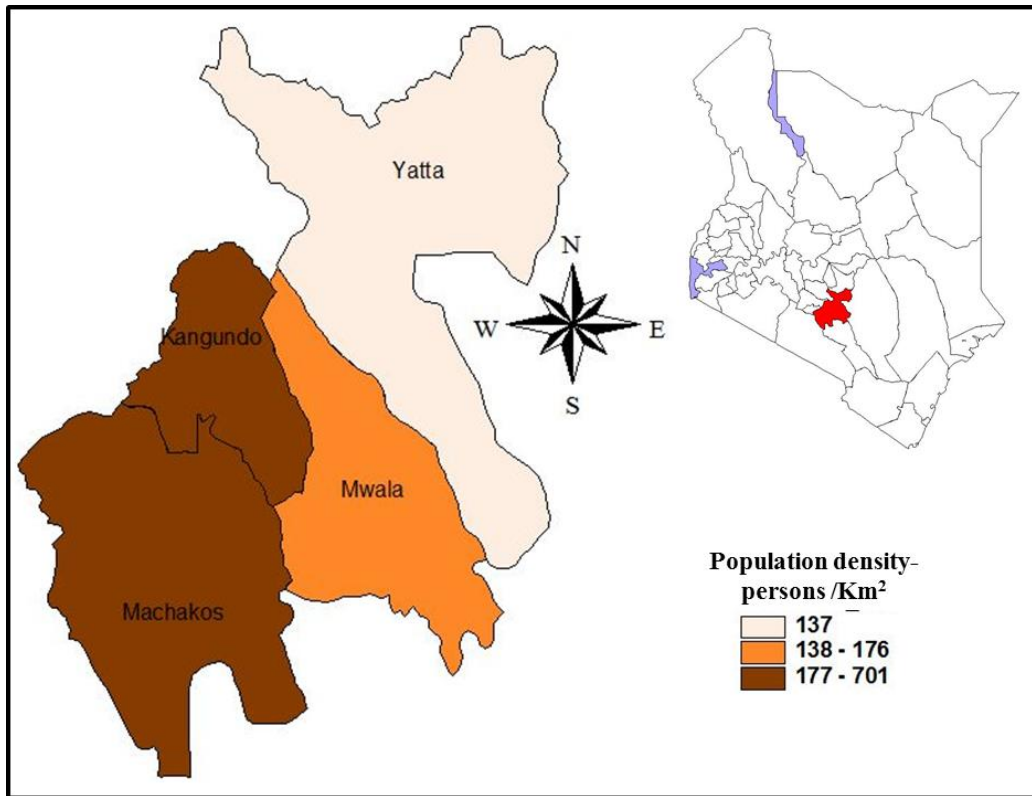 Yatta
N
Kangundo
W
E
S
Mwala
Machakos
Population density-
persons /Km²
137
138 - 176
177 - 701